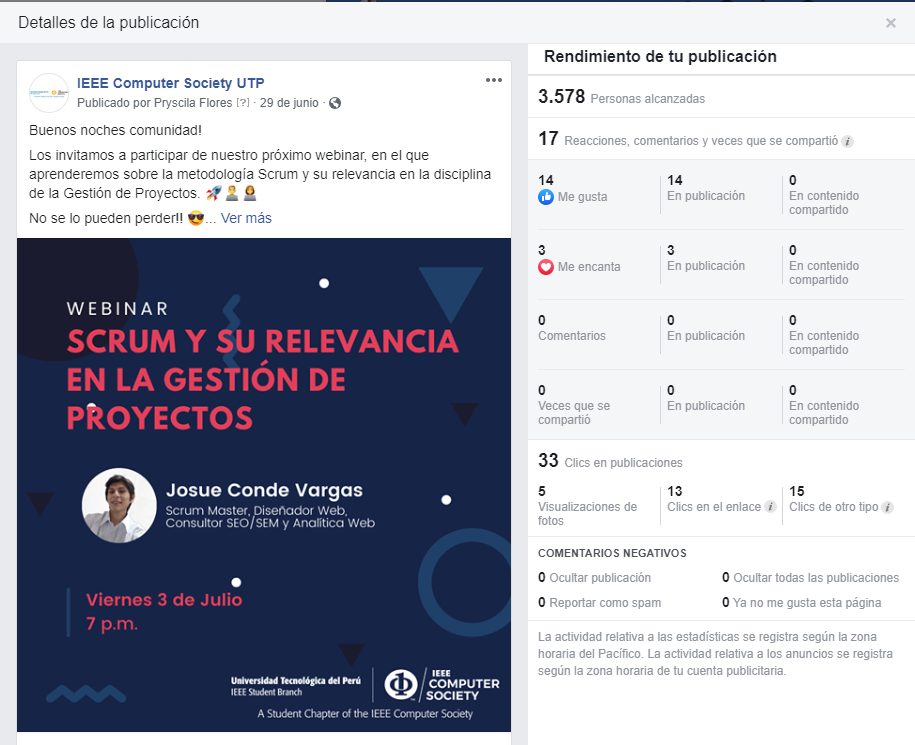 Detalles de la publicación
×
IEEE Computer Society UTP
Publicado por Pryscila Flores [?] · 29 de junio ·
Buenos noches comunidad!
Los invitamos a participar de nuestro próximo webinar, en el que
aprenderemos sobre la metodología Scrum y su relevancia en la disciplina
de la Gestión de Proyectos. 🚀
No se lo pueden perder!! 😎... Ver más
WEBINAR
SCRUM Y SU RELEVANCIA
EN LA GESTIÓN DE
PROYECTOS
Josue Conde Vargas
Scrum Master, Diseñador Web,
Consultor SEO/SEM y Analítica Web
Viernes 3 de Julio
7 p.m.
Universidad Tecnológica del Perú
IEEE Student Branch
IEEE
COMPUTER
SOCIETY
A Student Chapter of the IEEE Computer Society
Rendimiento de tu publicación
3.578 Personas alcanzadas
17 Reacciones, comentarios y veces que se compartió i
14 14 0
Me gusta En publicación En contenido
compartido
3 3 0
Me encanta En publicación En contenido
compartido
0 0 0
Comentarios En publicación En contenido
compartido
0 0 0
Veces que se En publicación En contenido
compartió compartido
33 Clics en publicaciones
5 13 15
Visualizaciones de Clics en el enlace i Clics de otro tipo i
fotos
COMENTARIOS NEGATIVOS
0 Ocultar publicación 0 Ocultar todas las publicaciones
0 Reportar como spam 0 Ya no me gusta esta página
La actividad relativa a las estadísticas se registra según la zona
horaria del Pacífico. La actividad relativa a los anuncios se registra
según la zona horaria de tu cuenta publicitaria.